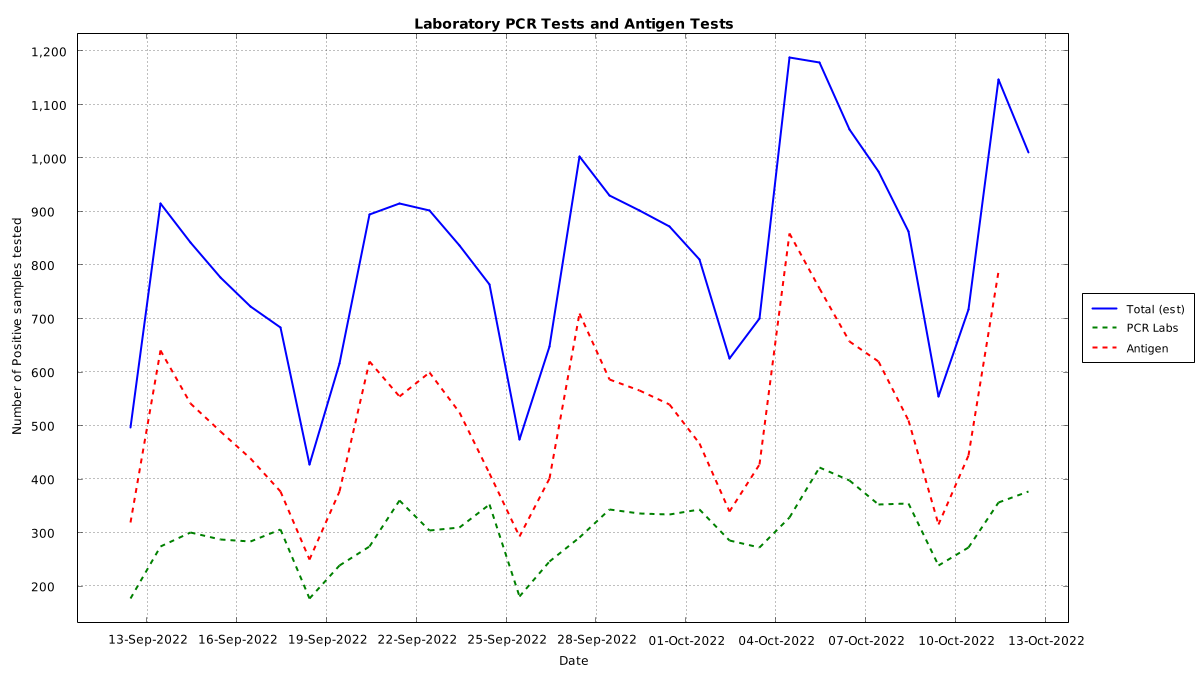 Laboratory PCR Tests and Antigen Tests
1,200
1,100
1,000
900
800
700
600
500
400
300
200
Number of Positive samples tested
13-Sep-2022 16-Sep-2022 19-Sep-2022 22-Sep-2022 25-Sep-2022 28-Sep-2022 01-Oct-2022 04-Oct-2022 07-Oct-2022 10-Oct-2022 13-Oct-2022
Date
Total (est)
PCR Labs
Antigen